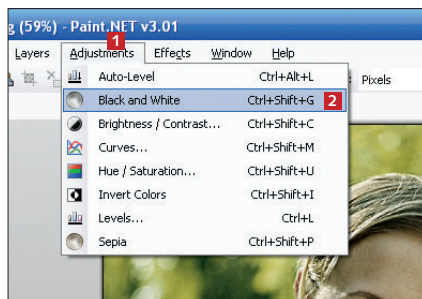 g (59%) - Paint.NET v3.01
1
Layers Adjustments Effects Window Help
Pixels
Auto-Level Ctrl+Alt+L
Black and White Ctrl+Shift+G 2
Brightness / Contrast... Ctrl+Shift+C
Curves... Ctrl+Shift+M
Hue / Saturation... Ctrl+Shift+U
Invert Colors Ctrl+Shift+I
Levels... Ctrl+L
Sepia Ctrl+Shift+P